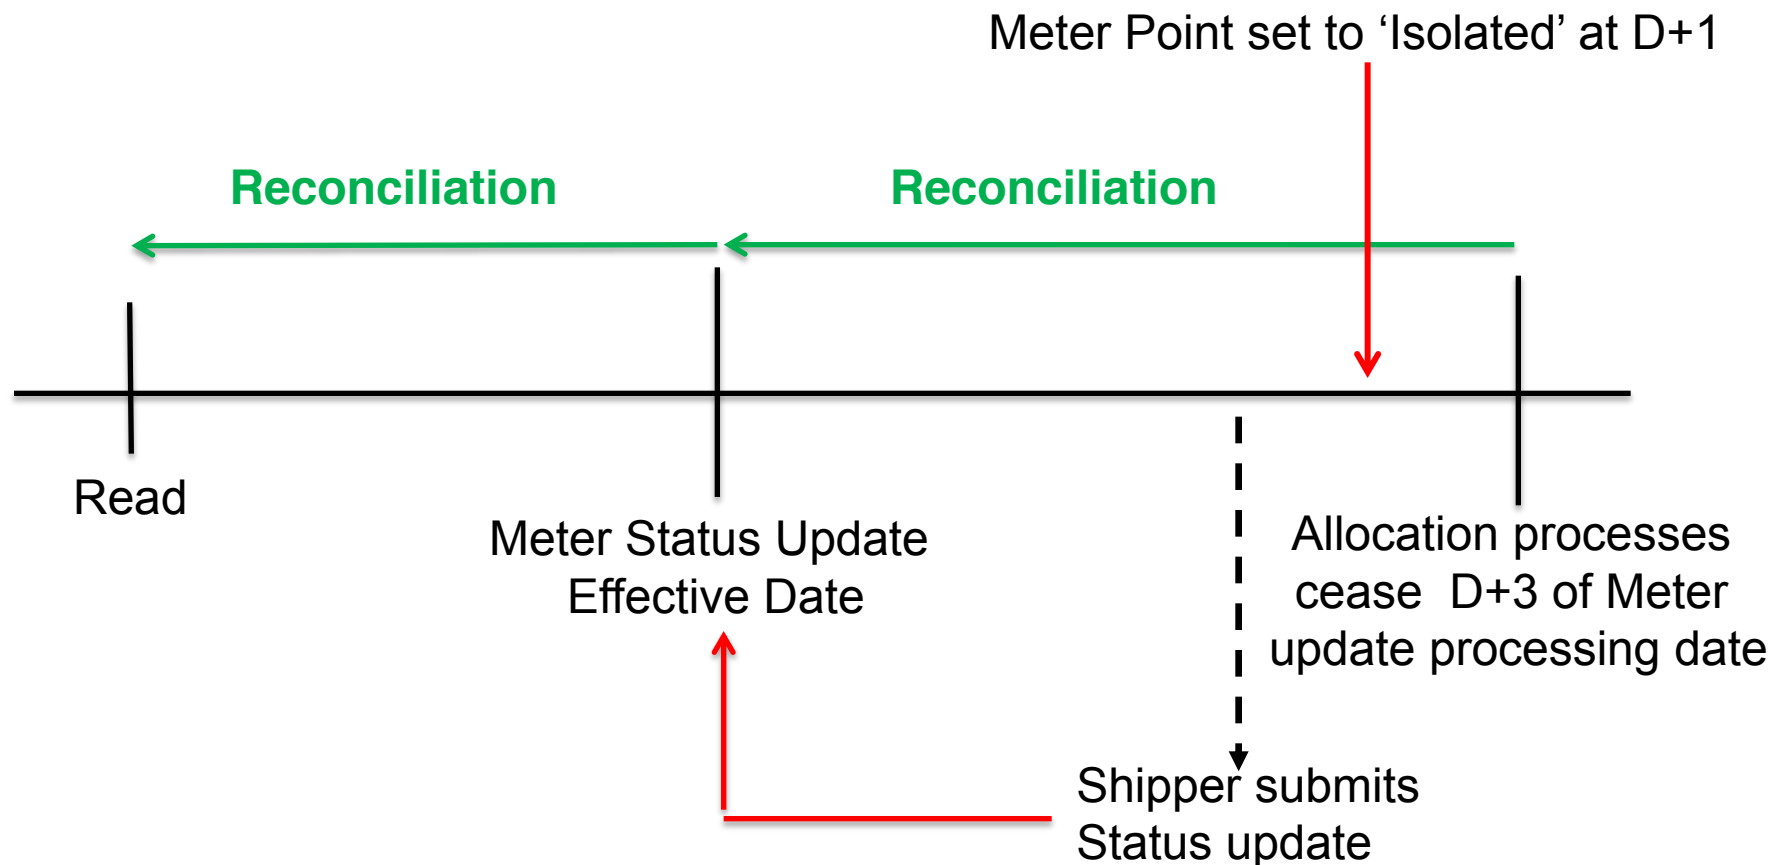 Meter Point set to ‘Isolated’ at D+1
Reconciliation
Reconciliation
Read
Meter Status Update
Effective Date
Allocation processes
cease  D+3 of Meter
update processing date
Shipper submits
Status update